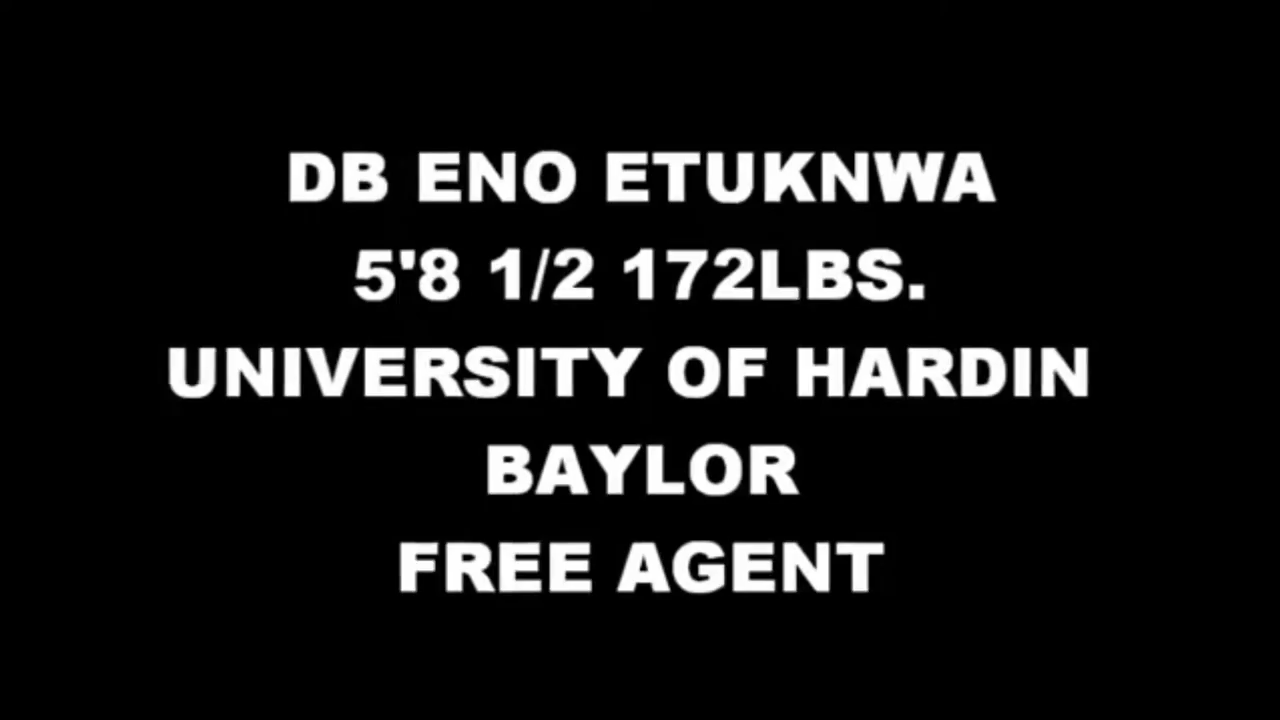 DB ENO ETUKNWA
5'8 1/2 172LBS.
UNIVERSITY OF HARDIN
BAYLOR
FREE AGENT